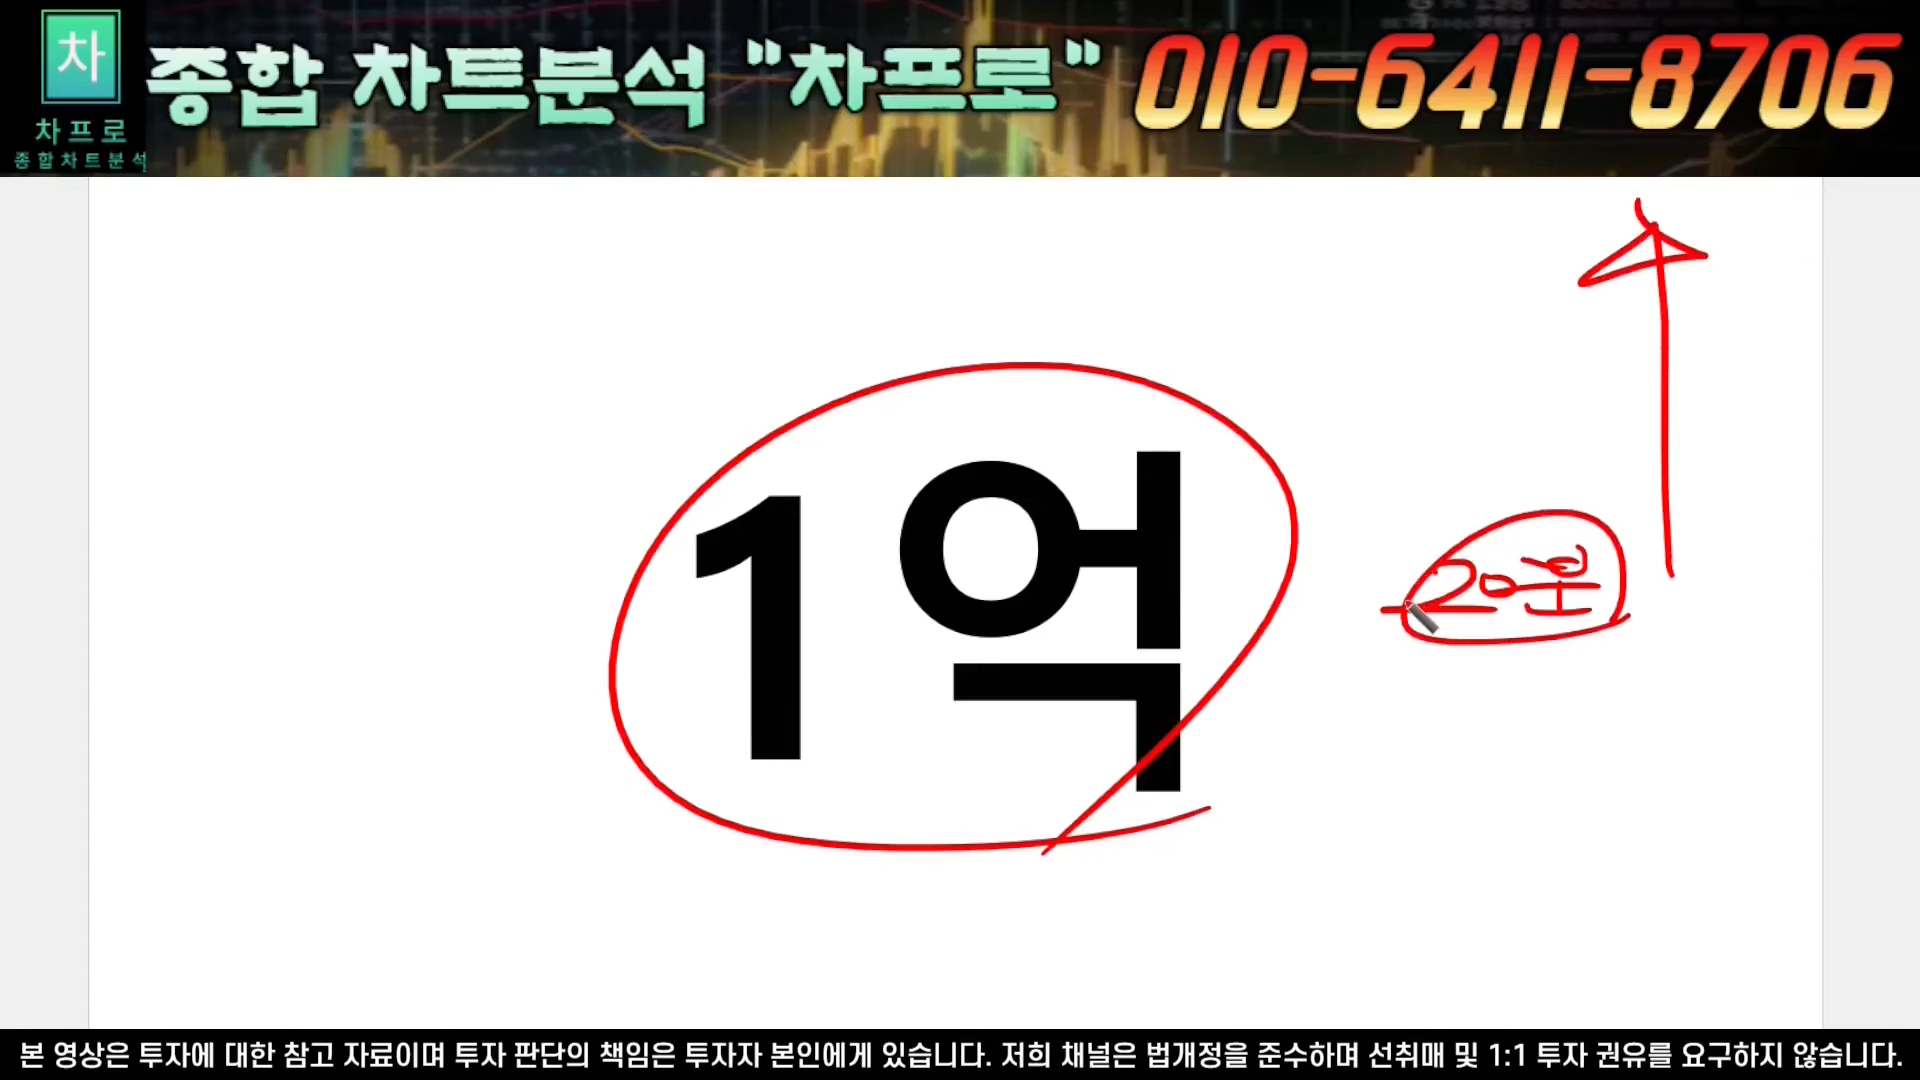 차
차프로
종합차트분석
종합 차트분석 "차프로" 010-6411-8706
1억
본 영상은 투자에 대한 참고 자료이며 투자 판단의 책임은 투자자 본인에게 있습니다. 저희 채널은 법개정을 준수하며 선취매 및 1:1 투자 권유를 요구하지 않습니다.